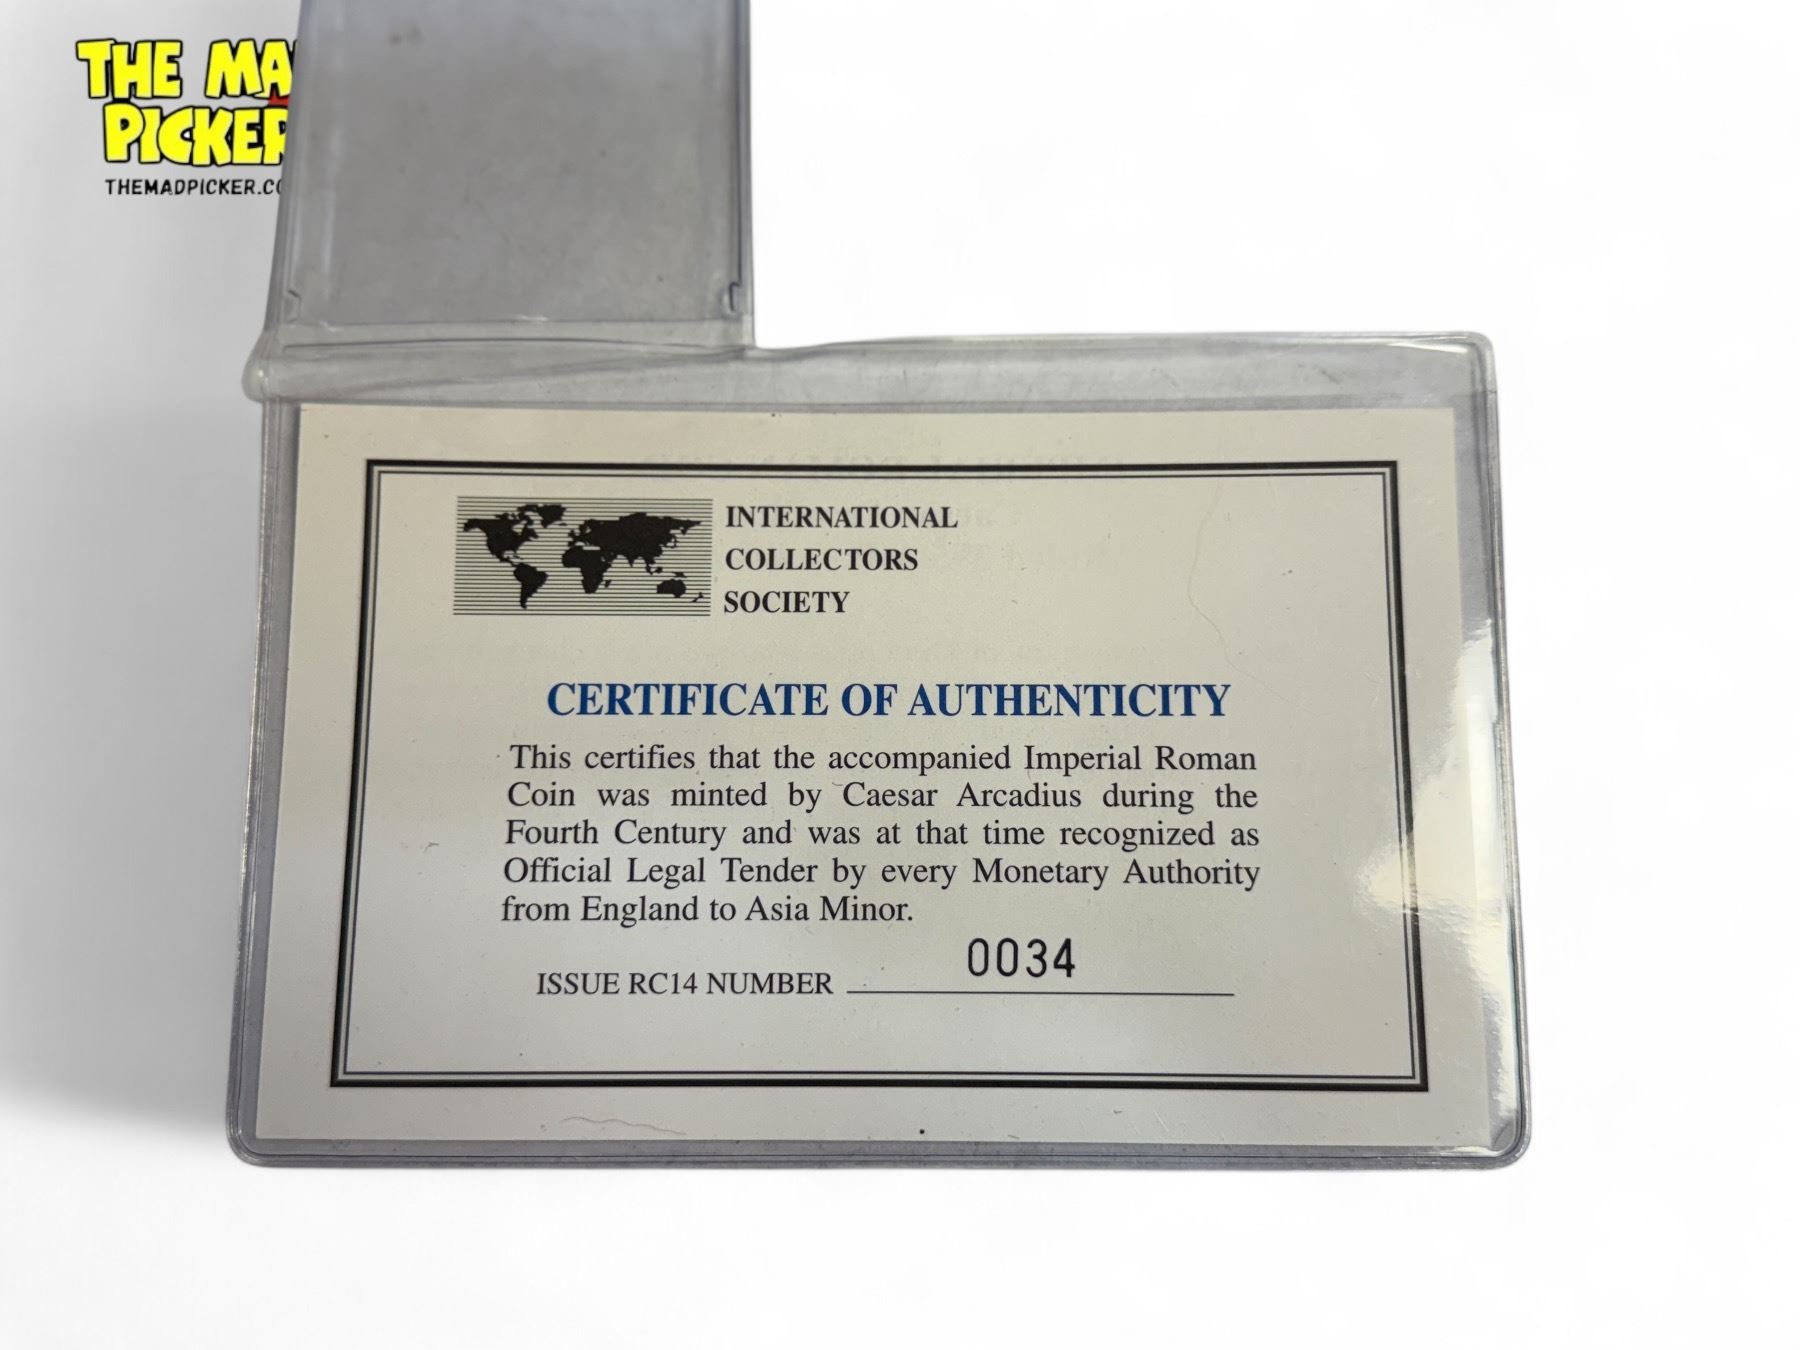 THE MA
PICKER
THEMADPICKER.CO
INTERNATIONAL
COLLECTORS
SOCIETY
CERTIFICATE OF AUTHENTICITY
This certifies that the accompanied Imperial Roman
Coin was minted by Caesar Arcadius during the
Fourth Century and was at that time recognized as
Official Legal Tender by every Monetary Authority
from England to Asia Minor.
0034
ISSUE RC14 NUMBER